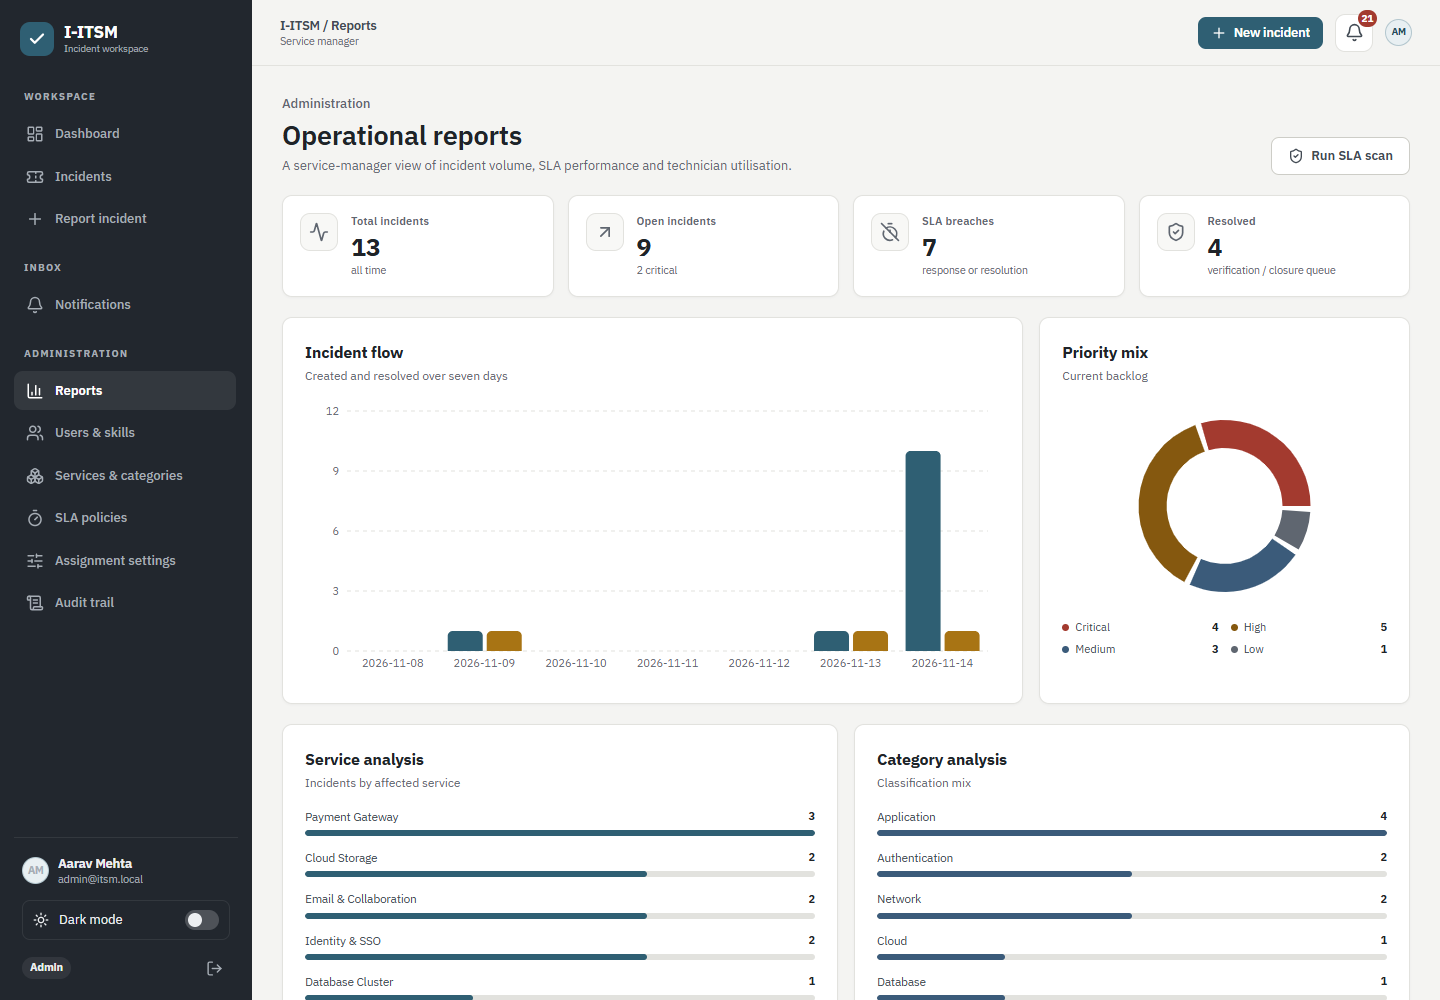 I-ITSM
Incident workspace
WORKSPACE
Dashboard
Incidents
Report incident
INBOX
Notifications
ADMINISTRATION
Reports
Users & skills
Services & categories
SLA policies
Assignment settings
Audit trail
AM
Aarav Mehta
admin@itsm.local
Dark mode
Admin
I-ITSM / Reports
Service manager
New incident
21
AM
Administration
Operational reports
A service-manager view of incident volume, SLA performance and technician utilisation.
Run SLA scan
Total incidents
13
all time
Open incidents
9
2 critical
SLA breaches
7
response or resolution
Resolved
4
verification / closure queue
Incident flow
Created and resolved over seven days
12
9
6
3
0
2026-11-08 2026-11-09 2026-11-10 2026-11-11 2026-11-12 2026-11-13 2026-11-14
Priority mix
Current backlog
Critical 4 High 5
Medium 3 Low 1
Service analysis
Incidents by affected service
Payment Gateway 3
Cloud Storage 2
Email & Collaboration 2
Identity & SSO 2
Database Cluster 1
Category analysis
Classification mix
Application 4
Authentication 2
Network 2
Cloud 1
Database 1